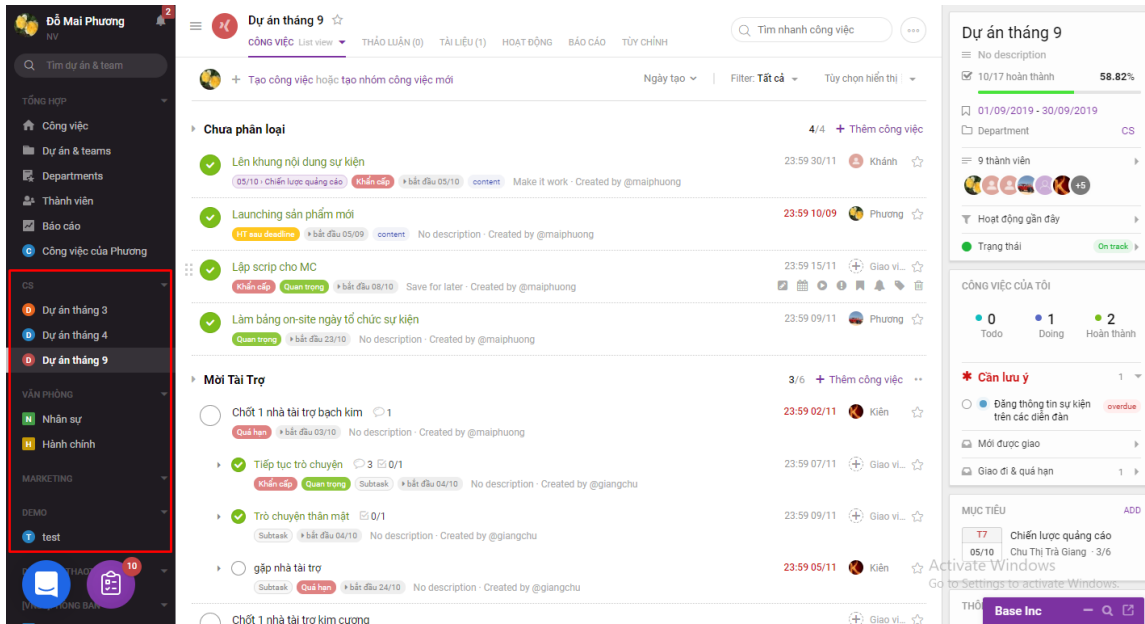 Đỗ Mai Phương
NV
2
Tìm dự án & team
TỔNG HỢP
Công việc
Dự án & teams
Departments
Thành viên
Báo cáo
C Công việc của Phương
CS
D Dự án tháng 3
D Dự án tháng 4
D Dự án tháng 9
VĂN PHÒNG
N Nhân sự
H Hành chính
MARKETING
DEMO
T test
10
Dự án tháng 9
CÔNG VIỆC List view THẢO LUẬN (0) TÀI LIỆU (1) HOẠT ĐỘNG BÁO CÁO TÙY CHỈNH
Tìm nhanh công việc
+ Tạo công việc hoặc tạo nhóm công việc mới
Ngày tạo Filter: Tất cả Tùy chọn hiển thị
Chưa phân loại 4/4 + Thêm công việc
Lên khung nội dung sự kiện 23:59 30/11 Khánh
05/10 › Chiến lược quảng cáo Khẩn cấp bắt đầu 05/10 content Make it work · Created by @maiphuong
Launching sản phẩm mới 23:59 10/09 Phương
HT sau deadline bắt đầu 05/09 content No description · Created by @maiphuong
Lập scrip cho MC 23:59 15/11 Giao vi...
Khẩn cấp Quan trọng bắt đầu 08/10 Save for later · Created by @maiphuong
Làm bảng on-site ngày tổ chức sự kiện 23:59 09/11 Phương
Quan trọng bắt đầu 23/10 No description · Created by @maiphuong
Mời Tài Trợ 3/6 + Thêm công việc
Chốt 1 nhà tài trợ bạch kim 1 23:59 02/11 Kiên
Quá hạn bắt đầu 03/10 No description · Created by @maiphuong
Tiếp tục trò chuyện 3 0/1 23:59 07/11 Giao vi...
Khẩn cấp Quan trọng Subtask bắt đầu 04/10 No description · Created by @giangchu
Trò chuyện thân mật 0/1 23:59 09/11 Giao vi...
Subtask bắt đầu 04/10 No description · Created by @giangchu
gặp nhà tài trợ 23:59 05/11 Kiên
Subtask Quá hạn bắt đầu 24/10 No description · Created by @giangchu
Chốt 1 nhà tài trợ kim cương Giao vi...
Dự án tháng 9
No description
10/17 hoàn thành 58.82%
01/09/2019 - 30/09/2019
Department CS
9 thành viên
+5
Hoạt động gần đây
Trạng thái On track
CÔNG VIỆC CỦA TÔI
0 1 2
Todo Doing Hoàn thành
Cần lưu ý 1
Đăng thông tin sự kiện overdue
trên các diễn đàn
Mới được giao
Giao đi & quá hạn 1
MỤC TIÊU ADD
T7 Chiến lược quảng cáo
05/10 Chu Thị Trà Giang · 3/6
Activate Windows
Go to Settings to activate Windows.
Base Inc